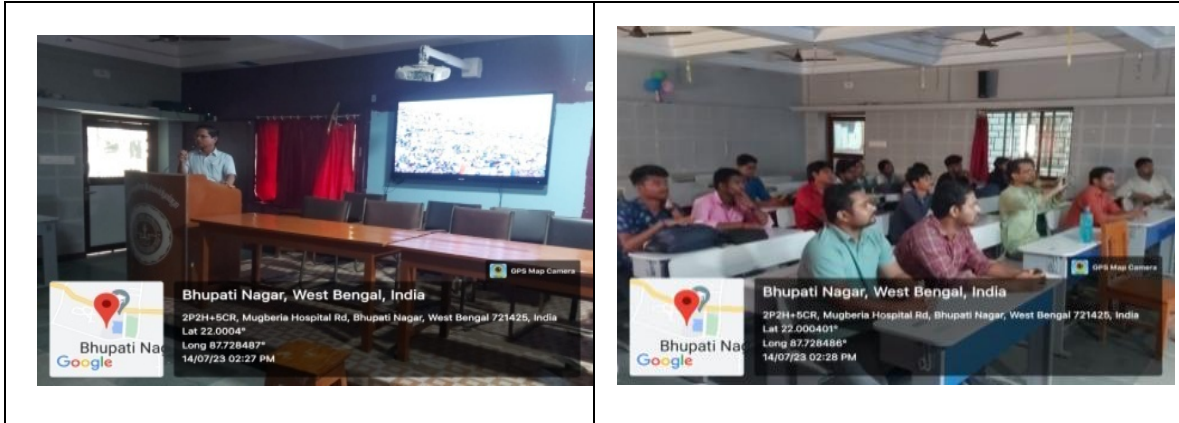 GPS Map Camera
Bhupati Nagar, West Bengal, India
2P2H+5CR, Mugberia Hospital Rd, Bhupati Nagar, West Bengal 721425, India
Lat 22.0004°
Long 87.728487°
14/07/23 02:27 PM
Bhupati Nag
Google
GPS Map Camera
Bhupati Nagar, West Bengal, India
2P2H+5CR, Mugberia Hospital Rd, Bhupati Nagar, West Bengal 721425, India
Lat 22.000401°
Long 87.728486°
14/07/23 02:28 PM
Bhupati Nag
Google